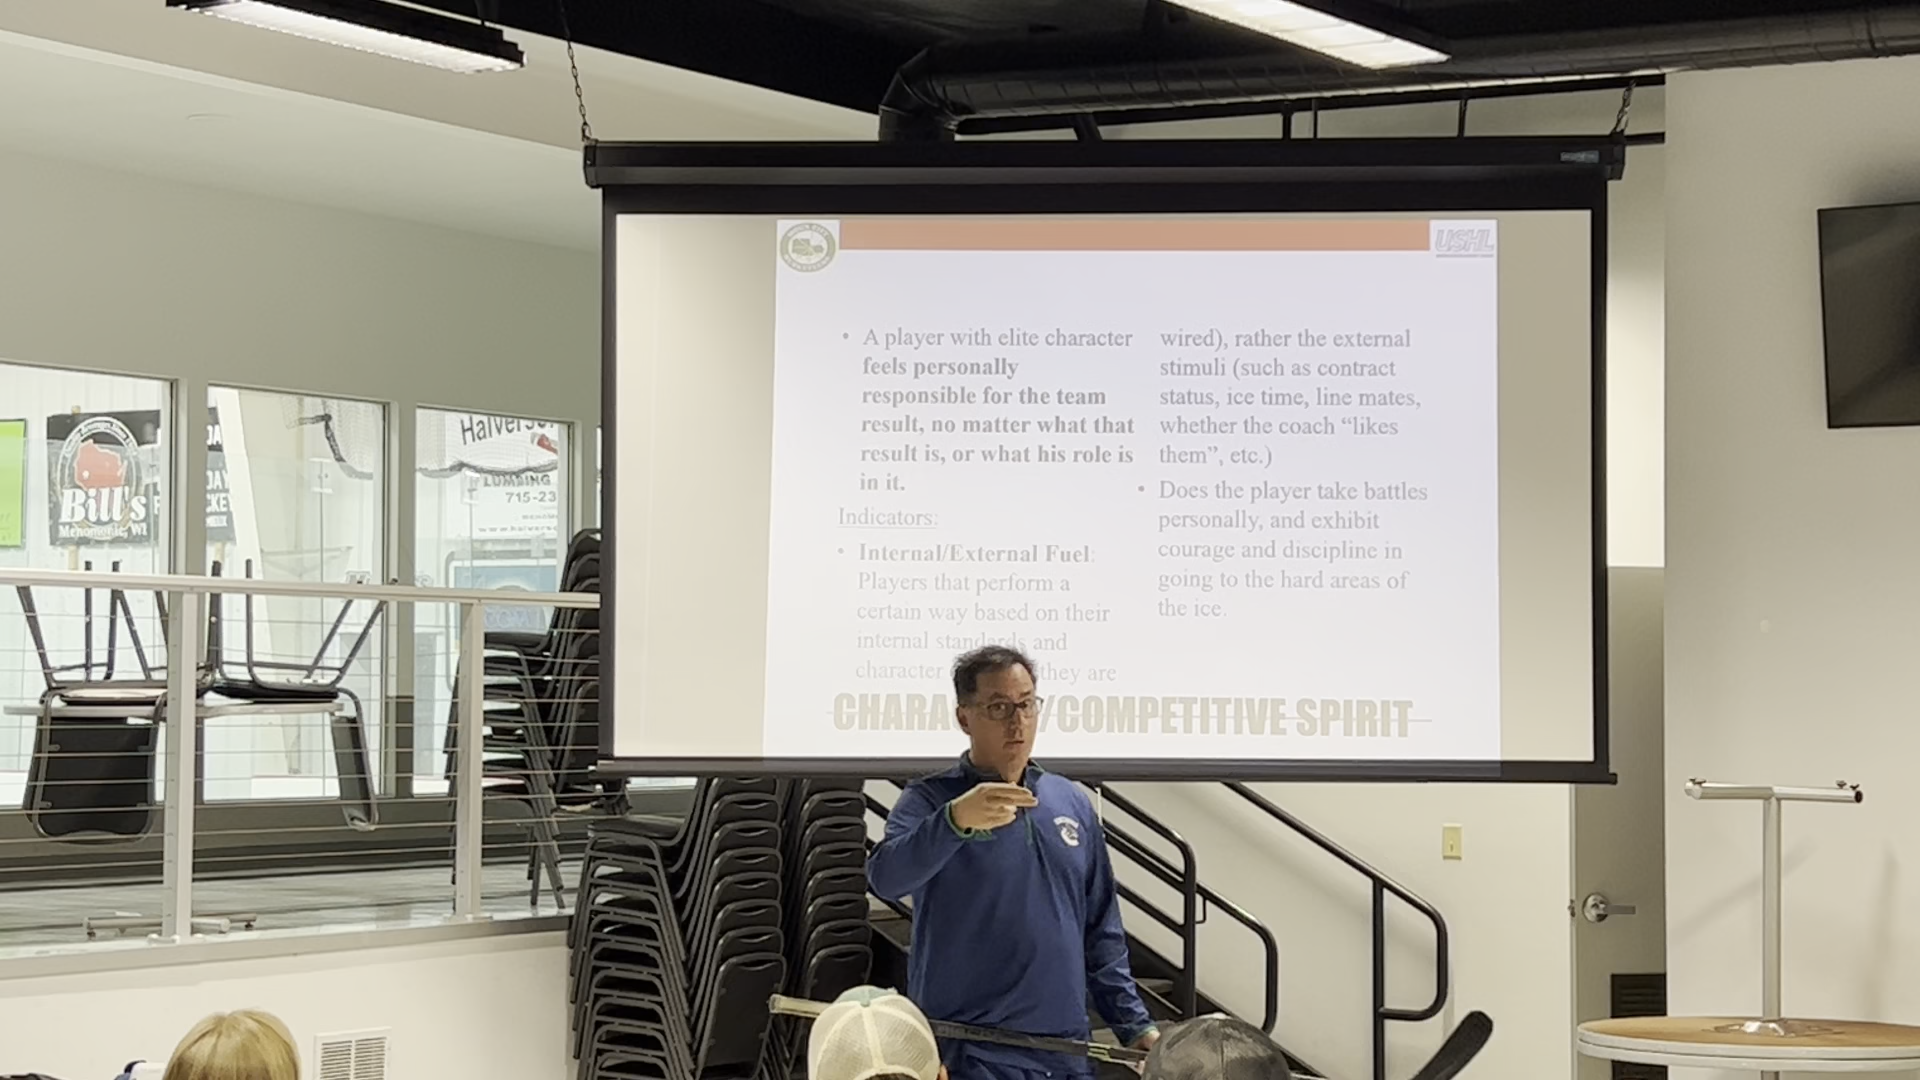 USHL
• A player with elite character
feels personally
responsible for the team
result, no matter what that
result is, or what his role is
in it.
Indicators:
• Internal/External Fuel:
Players that perform a
certain way based on their
internal standards and
character they are
wired), rather the external
stimuli (such as contract
status, ice time, line mates,
whether the coach “likes
them”, etc.)
• Does the player take battles
personally, and exhibit
courage and discipline in
going to the hard areas of
the ice.
/COMPETITIVE SPIRIT
Bill's
Menomonie, WI
715-23